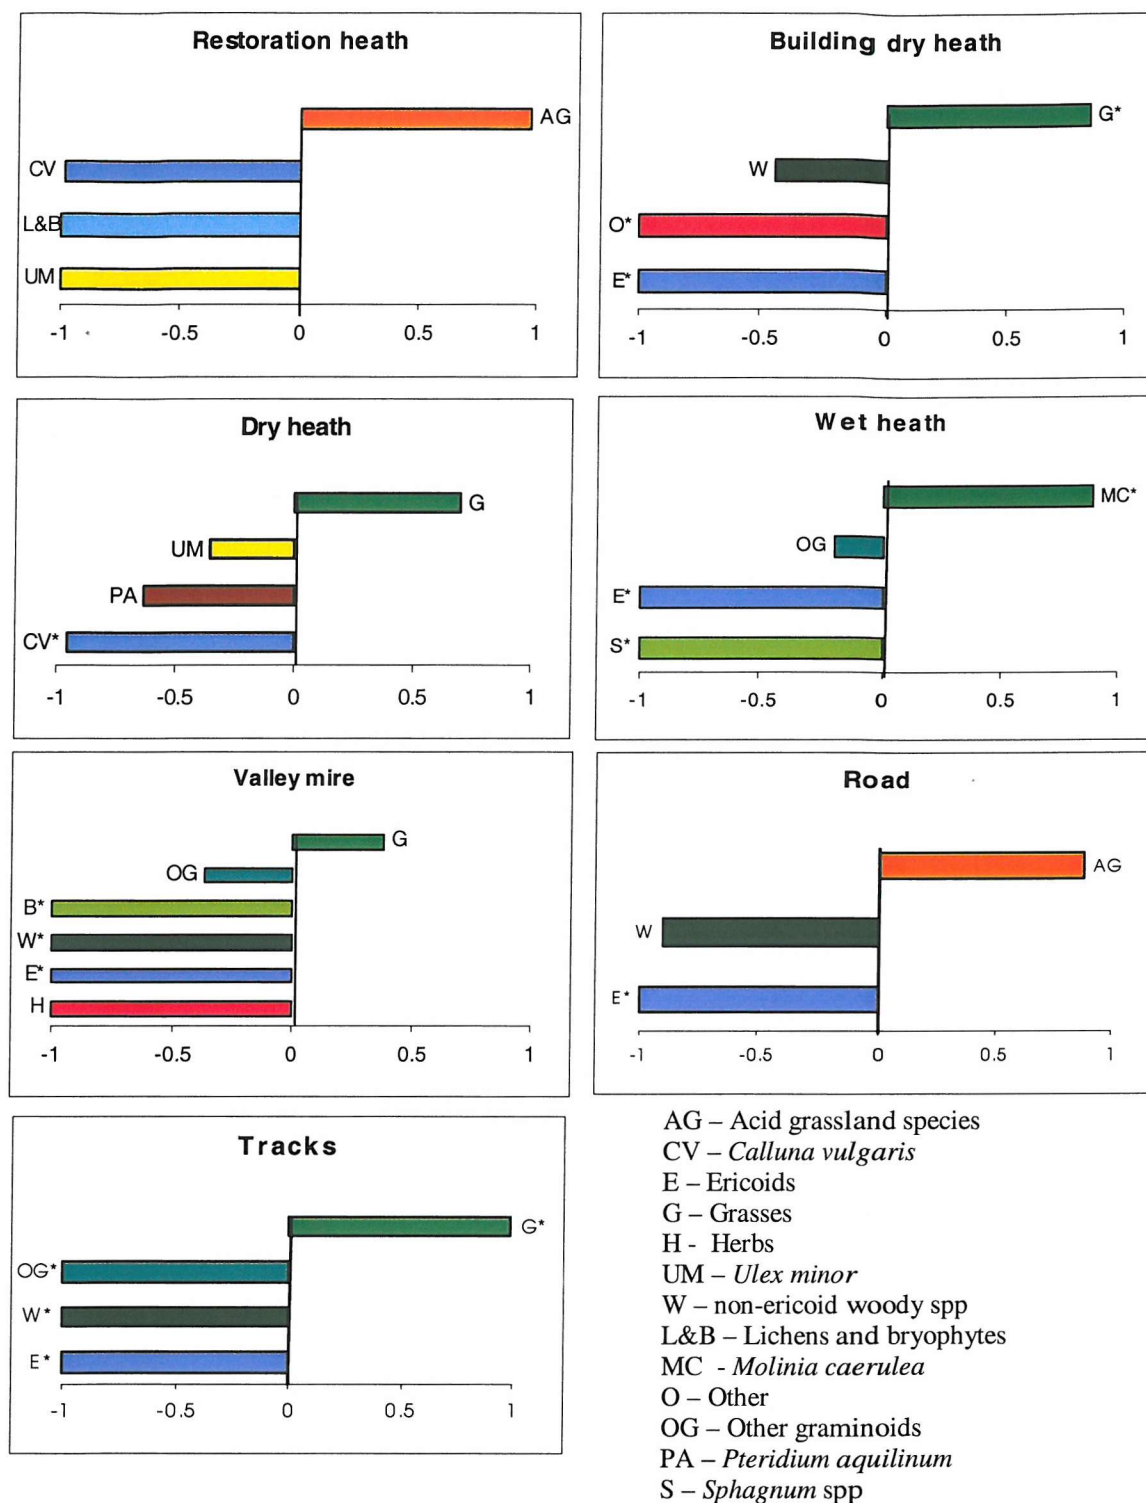 Restoration heath
AG
CV
L&B
UM
-1 -0.5 0 0.5 1
Building dry heath
G*
W
O*
E*
-1 -0.5 0 0.5 1
Dry heath
G
UM
PA
CV*
-1 -0.5 0 0.5 1
Wet heath
MC*
OG
E*
S*
-1 -0.5 0 0.5 1
Valley mire
G
OG
B*
W*
E*
H
-1 -0.5 0 0.5 1
Road
AG
W
E*
-1 -0.5 0 0.5 1
Tracks
G*
OG*
W*
E*
-1 -0.5 0 0.5 1
AG – Acid grassland species
CV – Calluna vulgaris
E – Ericoids
G – Grasses
H - Herbs
UM – Ulex minor
W – non-ericoid woody spp
L&B – Lichens and bryophytes
MC - Molinia caerulea
O – Other
OG – Other graminoids
PA – Pteridium aquilinum
S – Sphagnum spp